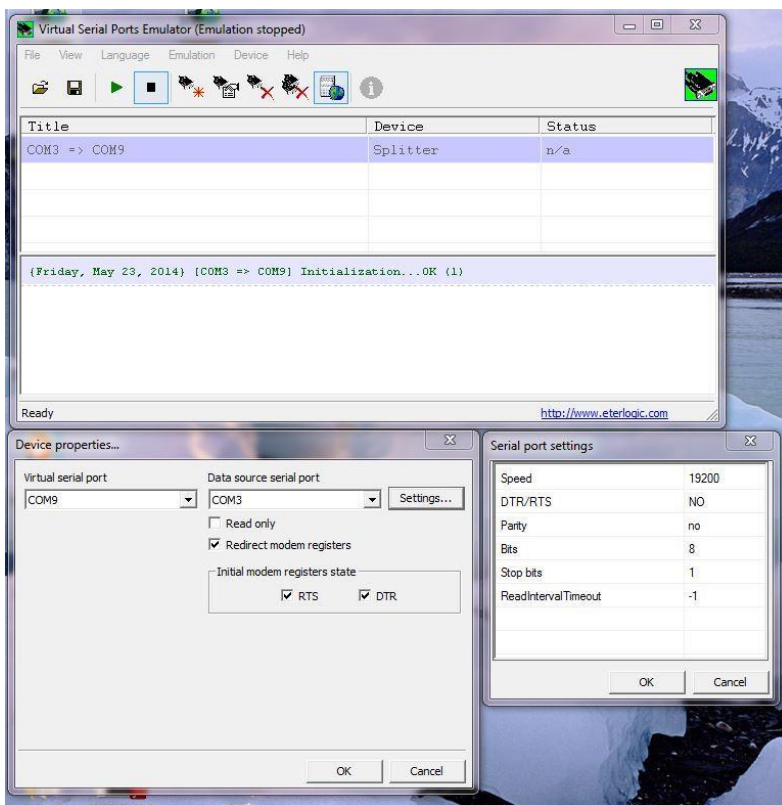 Virtual Serial Ports Emulator (Emulation stopped)
File View Language Emulation Device Help
Title Device Status
COM3 => COM9 Splitter n/a
{Friday, May 23, 2014} [COM3 => COM9] Initialization...OK (1)
Ready http://www.eterlogic.com
Device properties...
Virtual serial port Data source serial port
COM9 COM3 Settings...
Read only
Redirect modem registers
Initial modem registers state
RTS DTR
OK Cancel
Serial port settings
Speed 19200
DTR/RTS NO
Parity no
Bits 8
Stop bits 1
ReadIntervalTimeout -1
OK Cancel